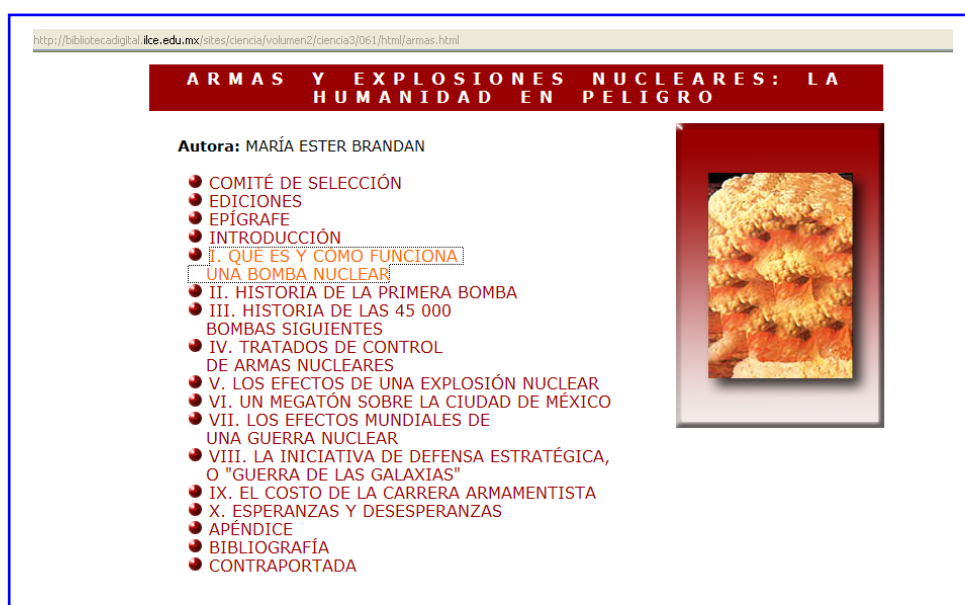 http://bibliotecadigital.ilce.edu.mx/sites/ciencia/volumen2/ciencia3/061/html/armas.html
ARMAS Y EXPLOSIONES NUCLEARES: LA
HUMANIDAD EN PELIGRO
Autora: MARÍA ESTER BRANDAN
COMITÉ DE SELECCIÓN
EDICIONES
EPÍGRAFE
INTRODUCCIÓN
I. QUÉ ES Y CÓMO FUNCIONA
UNA BOMBA NUCLEAR
II. HISTORIA DE LA PRIMERA BOMBA
III. HISTORIA DE LAS 45 000
BOMBAS SIGUIENTES
IV. TRATADOS DE CONTROL
DE ARMAS NUCLEARES
V. LOS EFECTOS DE UNA EXPLOSIÓN NUCLEAR
VI. UN MEGATÓN SOBRE LA CIUDAD DE MÉXICO
VII. LOS EFECTOS MUNDIALES DE
UNA GUERRA NUCLEAR
VIII. LA INICIATIVA DE DEFENSA ESTRATÉGICA,
O "GUERRA DE LAS GALAXIAS"
IX. EL COSTO DE LA CARRERA ARMAMENTISTA
X. ESPERANZAS Y DESESPERANZAS
APÉNDICE
BIBLIOGRAFÍA
CONTRAPORTADA